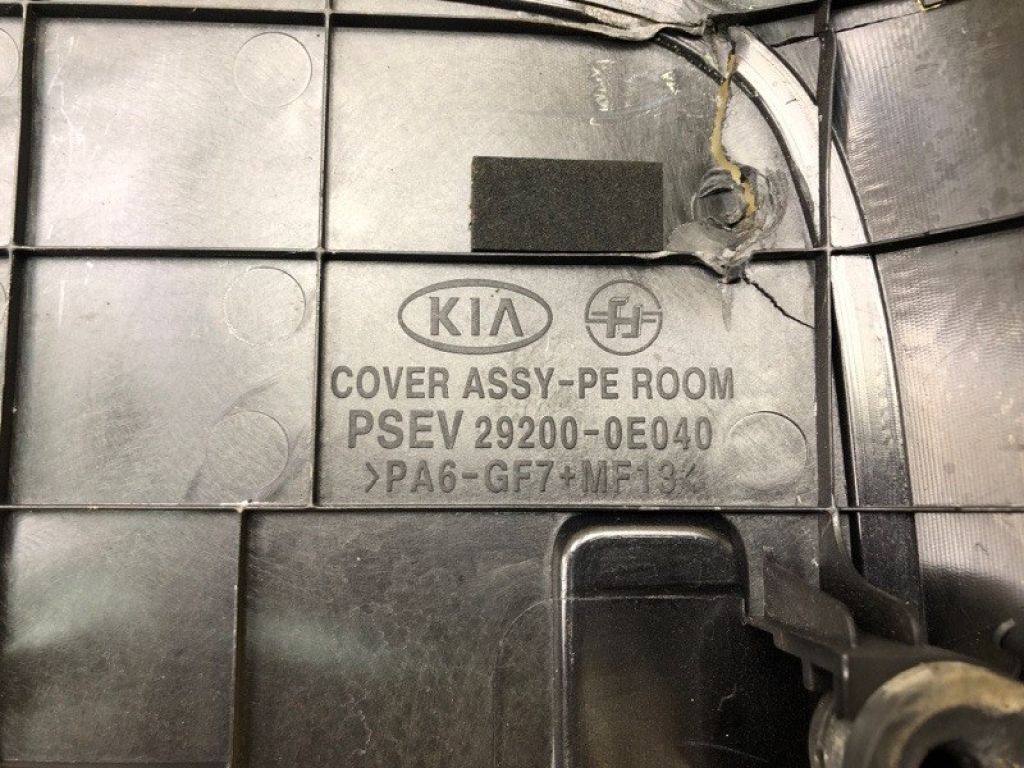 KIA
COVER ASSY-PE ROOM
PSEV 29200-0E040
>PA6-GF7+MF13<